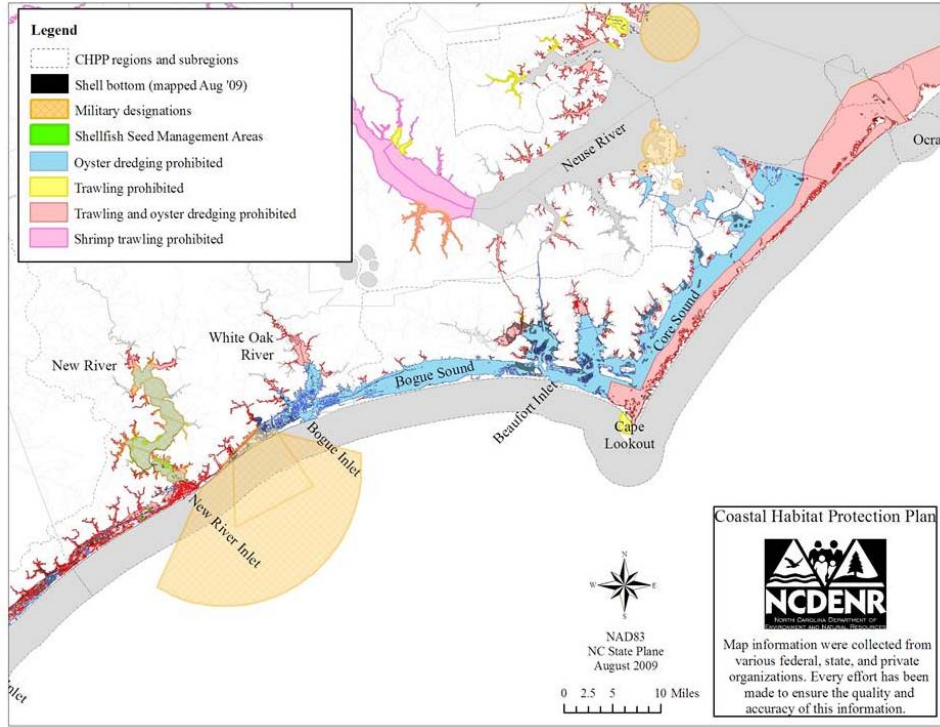 Legend
CHPP regions and subregions
Shell bottom (mapped Aug '09)
Military designations
Shellfish Seed Management Areas
Oyster dredging prohibited
Trawling prohibited
Trawling and oyster dredging prohibited
Shrimp trawling prohibited
Neuse River
Ocra
Core Sound
White Oak
River
New River
Bogue Sound
Beaufort Inlet
Cape
Lookout
Bogue Inlet
New River Inlet
Inlet
N
W
E
S
NAD83
NC State Plane
August 2009
0 2.5 5 10 Miles
Coastal Habitat Protection Plan
NCDENR
NORTH CAROLINA DEPARTMENT OF
ENVIRONMENT AND NATURAL RESOURCES
Map information were collected from
various federal, state, and private
organizations. Every effort has been
made to ensure the quality and
accuracy of this information.